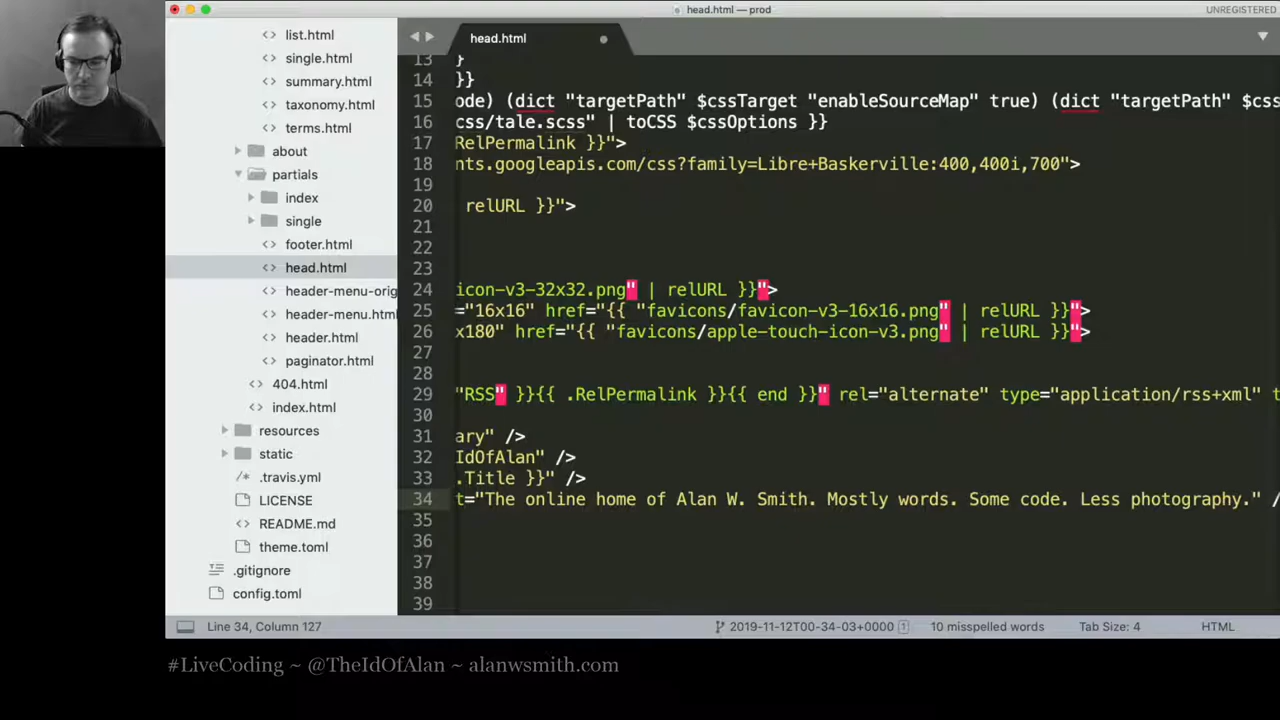 head.html — prod
UNREGISTERED
list.html
single.html
summary.html
taxonomy.html
terms.html
about
partials
index
single
footer.html
head.html
header-menu-orig
header-menu.html
header.html
paginator.html
404.html
index.html
resources
static
.travis.yml
LICENSE
README.md
theme.toml
.gitignore
config.toml
head.html
13 }
14 }}
15 ode) (dict "targetPath" $cssTarget "enableSourceMap" true) (dict "targetPath" $css
16 css/tale.scss" | toCSS $cssOptions }}
17 RelPermalink }}">
18 nts.googleapis.com/css?family=Libre+Baskerville:400,400i,700">
19
20 relURL }}">
21
22
23
24 icon-v3-32x32.png" | relURL }}">
25 ="16x16" href="{{ "favicons/favicon-v3-16x16.png" | relURL }}">
26 x180" href="{{ "favicons/apple-touch-icon-v3.png" | relURL }}">
27
28
29 "RSS" }}{{ .RelPermalink }}{{ end }}" rel="alternate" type="application/rss+xml" t
30
31 ary" />
32 IdOfAlan" />
33 .Title }}" />
34 t="The online home of Alan W. Smith. Mostly words. Some code. Less photography." /
35
36
37
38
39
Line 34, Column 127
2019-11-12T00-34-03+0000 1
10 misspelled words
Tab Size: 4
HTML
#LiveCoding ~ @TheIdOfAlan ~ alanwsmith.com